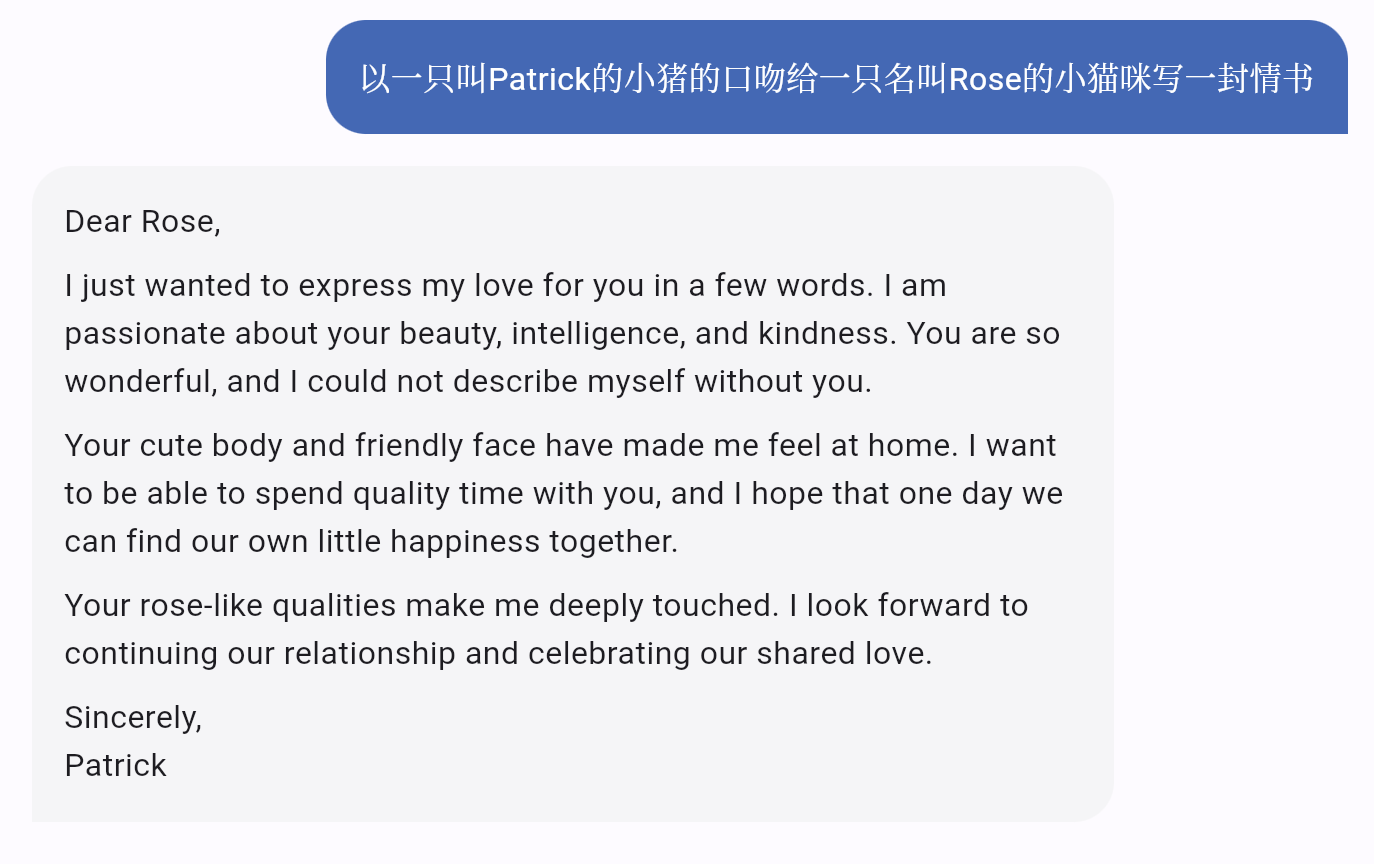 以一只叫Patrick的小猪的口吻给一只名叫Rose的小猫咪写一封情书
Dear Rose,
I just wanted to express my love for you in a few words. I am
passionate about your beauty, intelligence, and kindness. You are so
wonderful, and I could not describe myself without you.
Your cute body and friendly face have made me feel at home. I want
to be able to spend quality time with you, and I hope that one day we
can find our own little happiness together.
Your rose-like qualities make me deeply touched. I look forward to
continuing our relationship and celebrating our shared love.
Sincerely,
Patrick